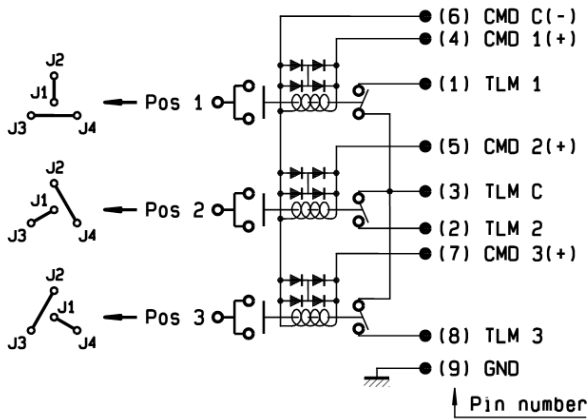 (6) CMD C(-)
(4) CMD 1(+)
J2
J1
J3
J4
Pos 1
(1) TLM 1
(5) CMD 2(+)
J2
J1
J3
J4
Pos 2
(3) TLM C
(2) TLM 2
(7) CMD 3(+)
J2
J1
J3
J4
Pos 3
(8) TLM 3
(9) GND
Pin number